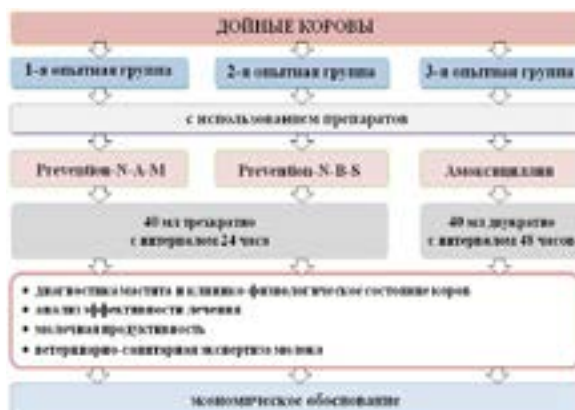 ДОЙНЫЕ КОРОВЫ
1-я опытная группа
2-я опытная группа
3-я опытная группа
с использованием препаратов
Prevention-N-A-M
Prevention-N-B-S
Амоксициллин
40 мл трехкратно
с интервалом 24 часа
40 мл двукратно
с интервалом 48 часов
• диагностика мастита и клинико-физиологическое состояние коров
• анализ эффективности лечения
• молочная продуктивность
• ветеринарно-санитарная экспертиза молока
экономическое обоснование